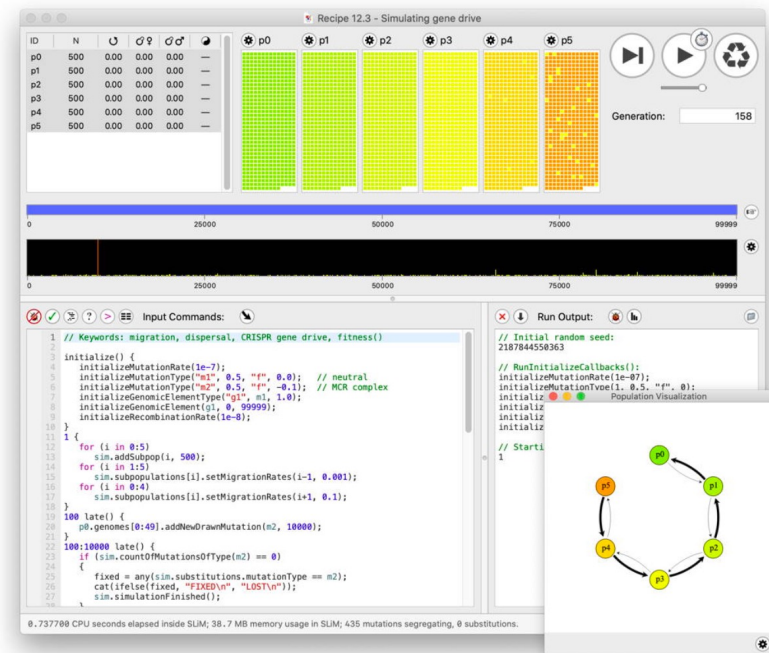 Recipe 12.3 - Simulating gene drive
ID N ↺ ⚥♀ ⚥♂
p0 500 0.00 0.00 0.00 —
p1 500 0.00 0.00 0.00 —
p2 500 0.00 0.00 0.00 —
p3 500 0.00 0.00 0.00 —
p4 500 0.00 0.00 0.00 —
p5 500 0.00 0.00 0.00 —
p0 p1 p2 p3 p4 p5
Generation: 158
0 25000 50000 75000 99999
0 25000 50000 75000 99999
Input Commands:
1 // Keywords: migration, dispersal, CRISPR gene drive, fitness()
2
3 initialize() {
4 initializeMutationRate(1e-7);
5 initializeMutationType("m1", 0.5, "f", 0.0); // neutral
6 initializeMutationType("m2", 0.5, "f", -0.1); // MCR complex
7 initializeGenomicElementType("g1", m1, 1.0);
8 initializeGenomicElement(g1, 0, 99999);
9 initializeRecombinationRate(1e-8);
10 }
11 1 {
12 for (i in 0:5)
13 sim.addSubpop(i, 500);
14 for (i in 1:5)
15 sim.subpopulations[i].setMigrationRates(i-1, 0.001);
16 for (i in 0:4)
17 sim.subpopulations[i].setMigrationRates(i+1, 0.1);
18 }
19 100 late() {
20 p0.genomes[0:49].addNewDrawnMutation(m2, 10000);
21 }
22 100:10000 late() {
23 if (sim.countOfMutationsOfType(m2) == 0)
24 {
25 fixed = any(sim.substitutions.mutationType == m2);
26 cat(ifelse(fixed, "FIXED\n", "LOST\n"));
27 sim.simulationFinished();
Run Output:
// Initial random seed:
2187844550363
// RunInitializeCallbacks():
initializeMutationRate(1e-07);
initializeMutationType(1, 0.5, "f", 0);
initializ
initializ
initializ
initializ
// Starti
1
Population Visualization
p0
p5 p1
p4 p2
p3
0.737700 CPU seconds elapsed inside SLiM; 38.7 MB memory usage in SLiM; 435 mutations segregating, 0 substitutions.